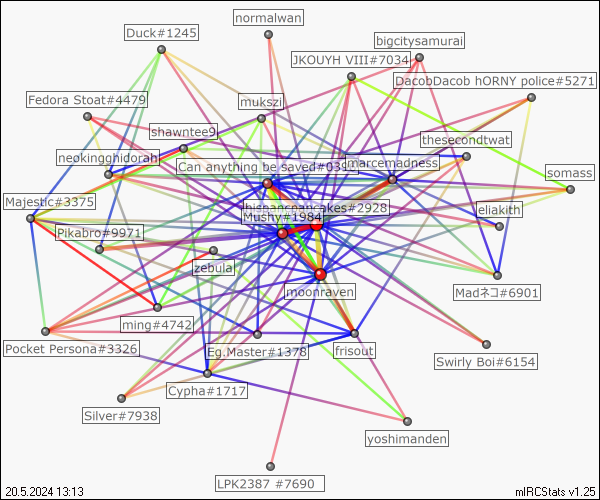 normalwan
Duck#1245
bigcitysamurai
JKOUYH VIII#7034
DacobDacob hORNY police#5271
Fedora Stoat#4479
mukszi
shawntee9
thesecondtwat
neokingghidorah
Can anything be saved#031
marcemadness
somass
Majestic#3375
hispanicpancakes#2928
eliakith
Mushy#1984
Pikabro#9971
zebula
moonraven
Madネコ#6901
ming#4742
Pocket Persona#3326
Eg.Master#1378
frisout
Swirly Boi#6154
Cypha#1717
Silver#7938
yoshimanden
LPK2387 #7690
20.5.2024 13:13
mIRCStats v1.25